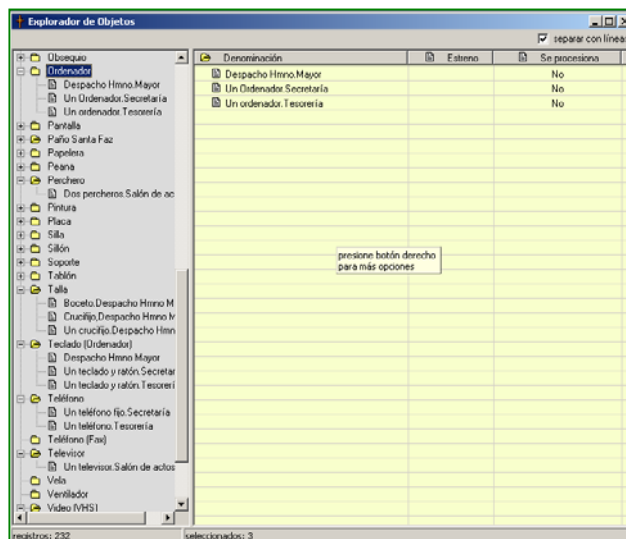 Explorador de Objetos
separar con línea
Obsequio
Ordenador
Despacho Hmno.Mayor
Un Ordenador.Secretaría
Un ordenador.Tesorería
Pantalla
Paño Santa Faz
Papelera
Peana
Perchero
Dos percheros.Salón de ac
Pintura
Placa
Silla
Sillón
Soporte
Tablón
Talla
Boceto.Despacho Hmno M
Crucifijo,Despacho Hmno M
Un crucifijo.Despacho Hmn
Teclado (Ordenador)
Despacho Hmno Mayor
Un teclado y ratón.Secretar
Un teclado y ratón.Tesorerí
Teléfono
Un teléfono fijo.Secretaría
Un teléfono.Tesorería
Teléfono (Fax)
Televisor
Un televisor.Salón de actos
Vela
Ventilador
Video (VHS)
Denominación Estreno Se procesiona
Despacho Hmno.Mayor No
Un Ordenador.Secretaría No
Un ordenador.Tesorería No
presione botón derecho
para más opciones
registros: 232 seleccionados: 3